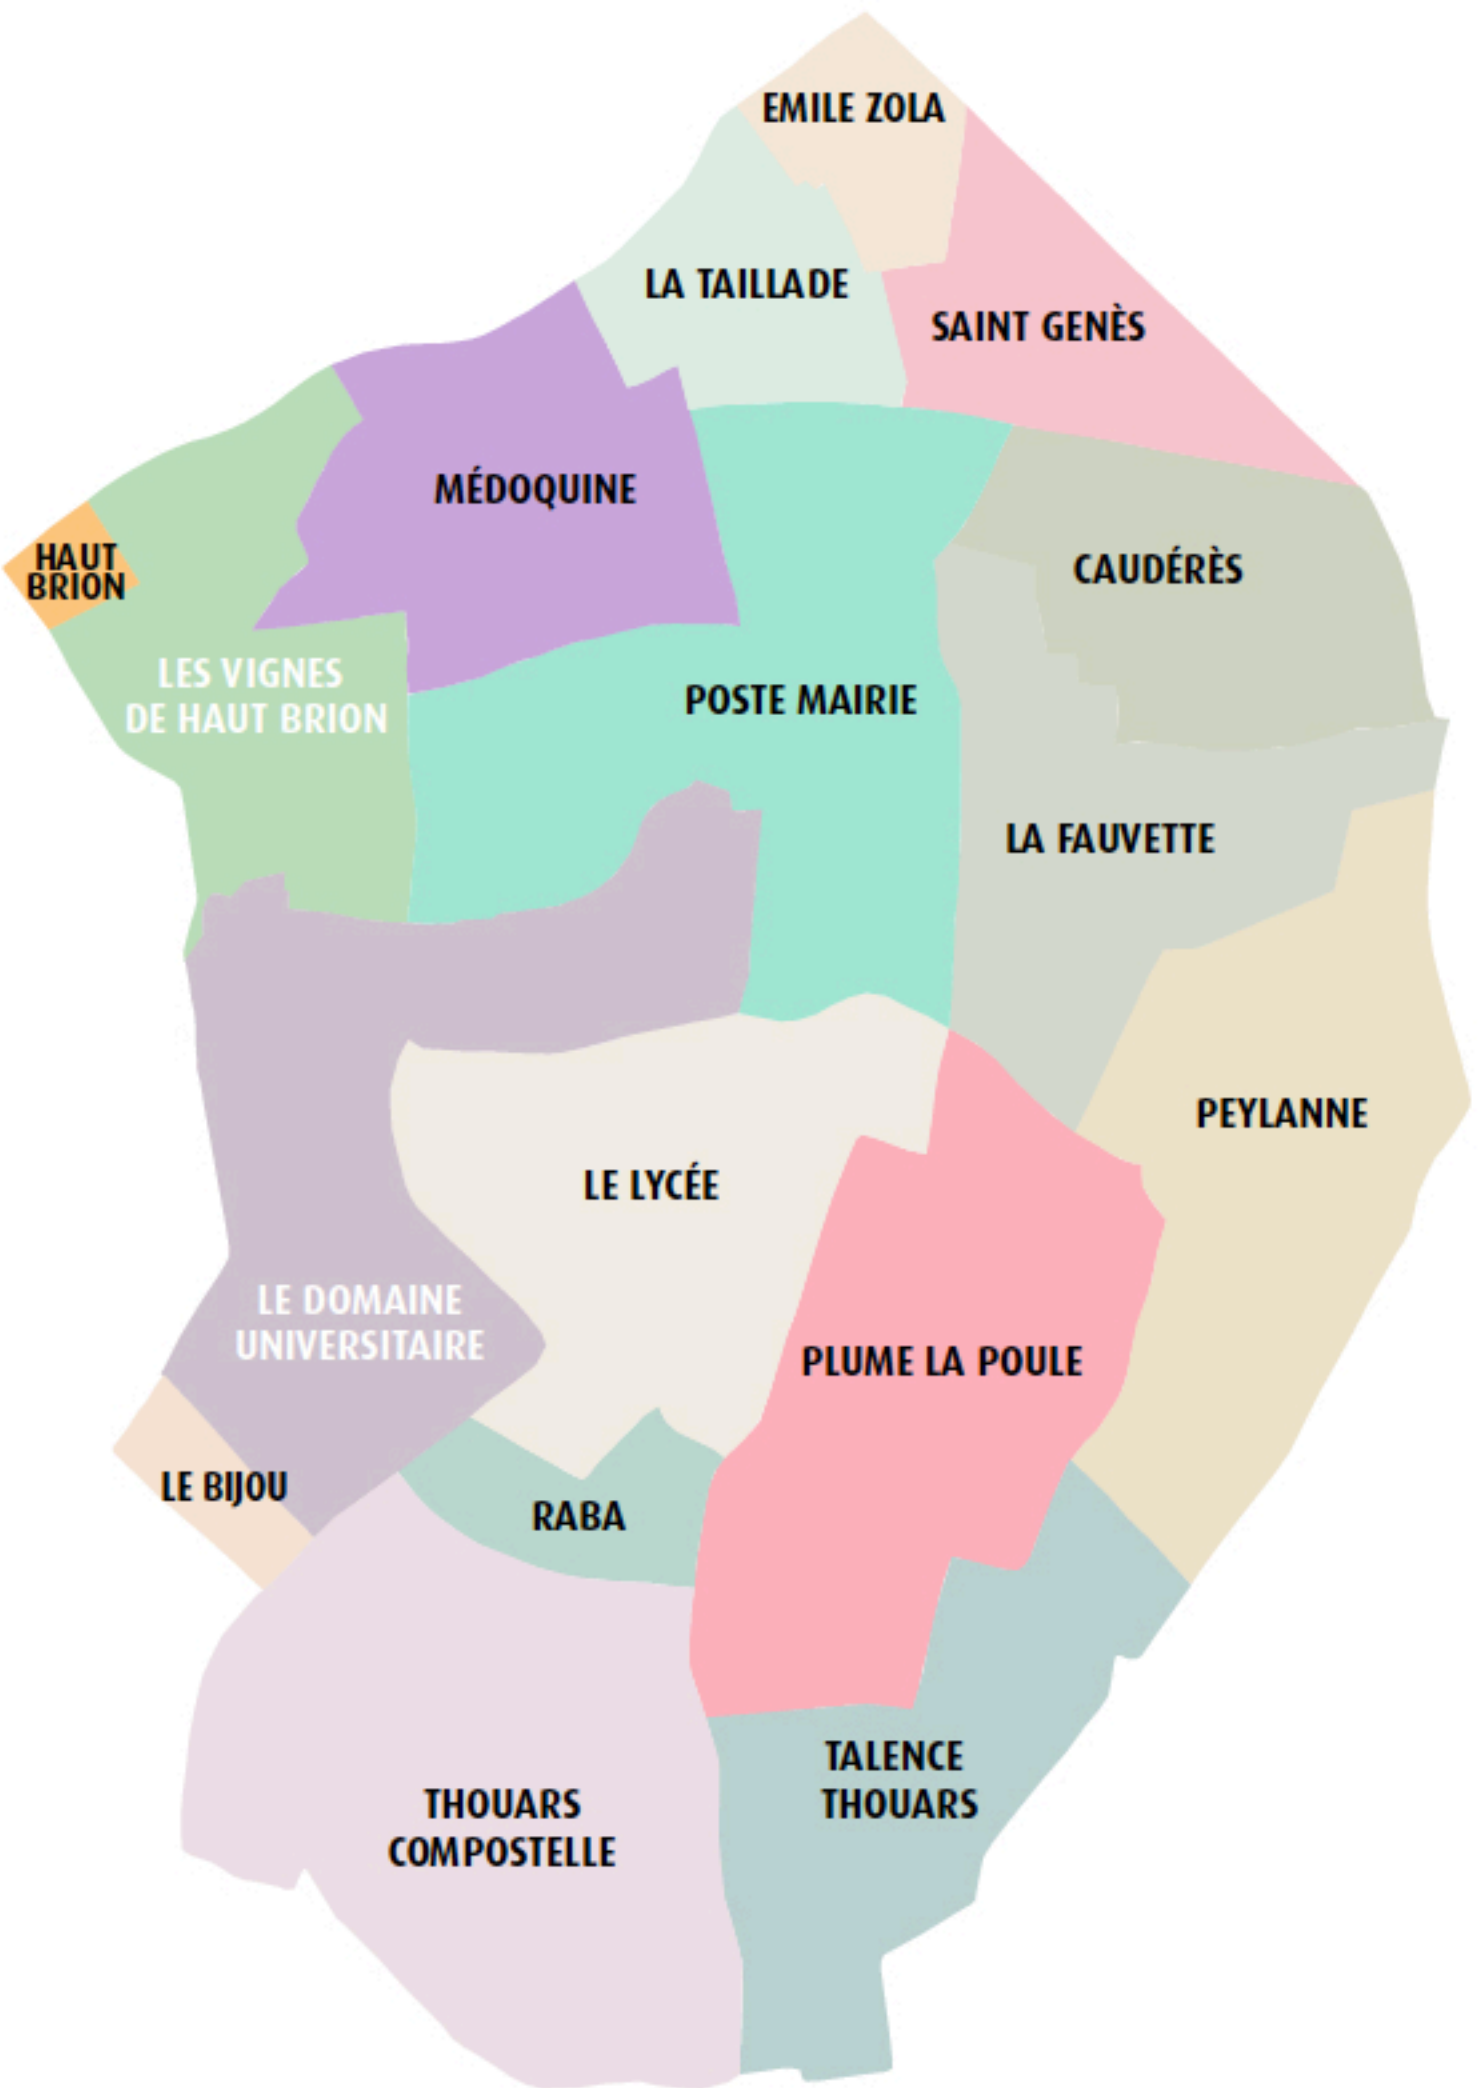 EMILE ZOLA
LA TAILLADE
SAINT GENÈS
MÉDOQUINE
HAUT
BRION
CAUDÉRÈS
LES VIGNES
DE HAUT BRION
POSTE MAIRIE
LA FAUVETTE
PEYLANNE
LE LYCÉE
LE DOMAINE
UNIVERSITAIRE
PLUME LA POULE
LE BIJOU
RABA
TALENCE
THOUARS
THOUARS
COMPOSTELLE